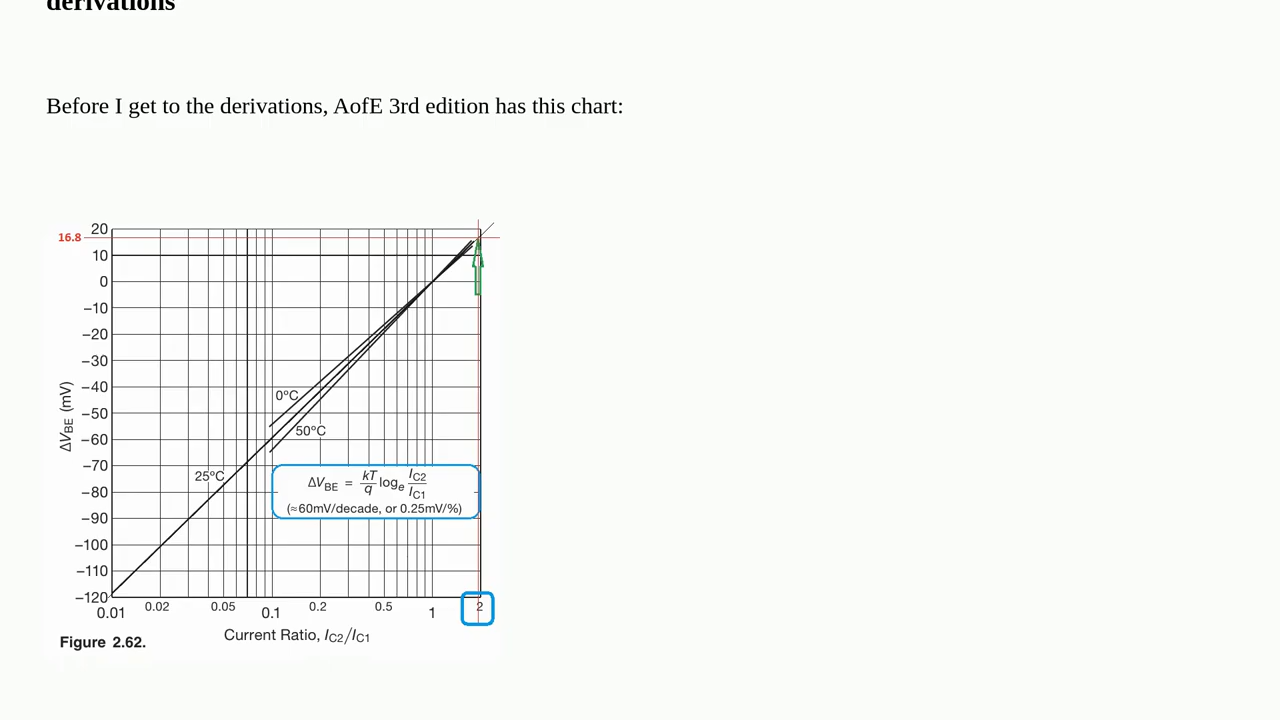 derivations
Before I get to the derivations, AofE 3rd edition has this chart:
16.8
20
10
0
−10
−20
−30
−40
−50
−60
−70
−80
−90
−100
−110
−120
ΔVBE (mV)
0°C
50°C
25°C
ΔVBE = kT/q loge IC2/IC1
(≈60mV/decade, or 0.25mV/%)
0.01 0.02 0.05 0.1 0.2 0.5 1 2
Current Ratio, IC2/IC1
Figure 2.62.